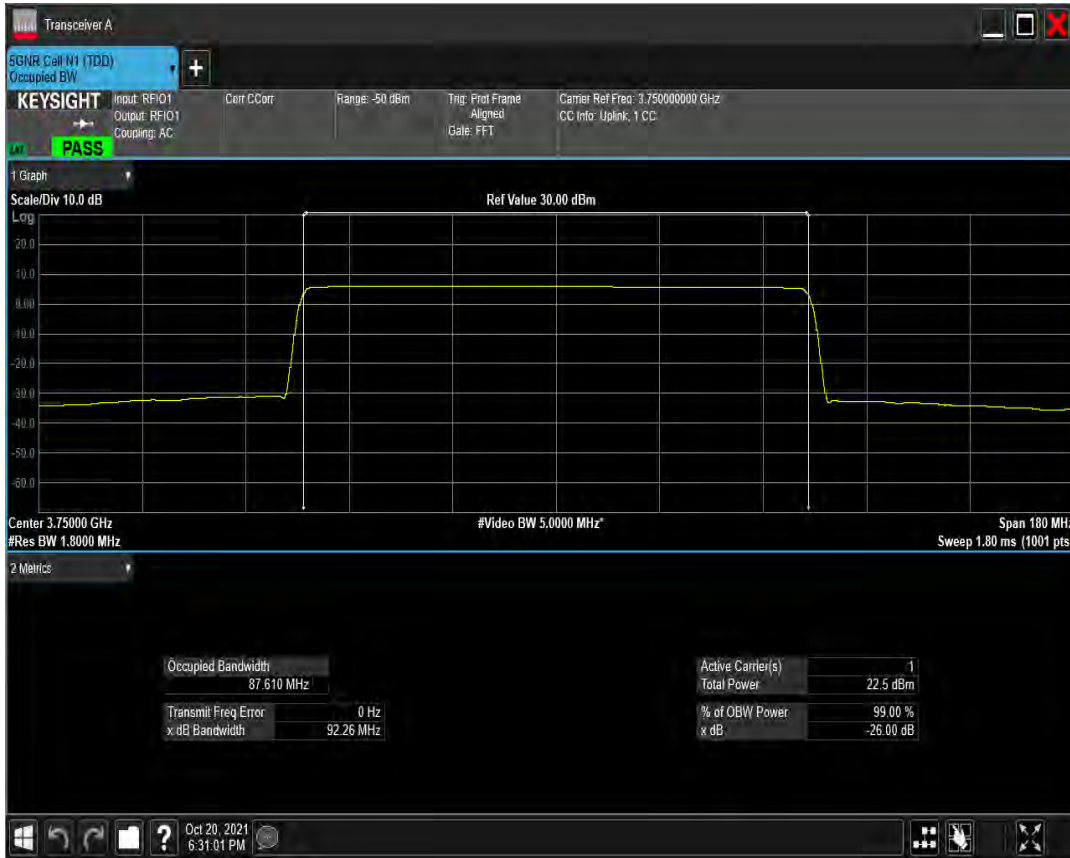 Transceiver A
5GNR Cell N1 (TDD)
Occupied BW
+
KEYSIGHT
PASS
Input: RFIO1
Output: RFIO1
Coupling: AC
Corr CCorr
Range: -50 dBm
Trig: Prot Frame
Aligned
Gate: FFT
Carrier Ref Freq: 3.750000000 GHz
CC Info: Uplink, 1 CC
1 Graph
Scale/Div 10.0 dB
Ref Value 30.00 dBm
Log
20.0
10.0
0.00
-10.0
-20.0
-30.0
-40.0
-50.0
-60.0
Center 3.75000 GHz
#Video BW 5.0000 MHz*
Span 180 MHz
#Res BW 1.8000 MHz
Sweep 1.80 ms (1001 pts
2 Metrics
Occupied Bandwidth
87.610 MHz
Transmit Freq Error 0 Hz
x dB Bandwidth 92.26 MHz
Active Carrier(s) 1
Total Power 22.5 dBm
% of OBW Power 99.00 %
x dB -26.00 dB
?
Oct 20, 2021
6:31:01 PM